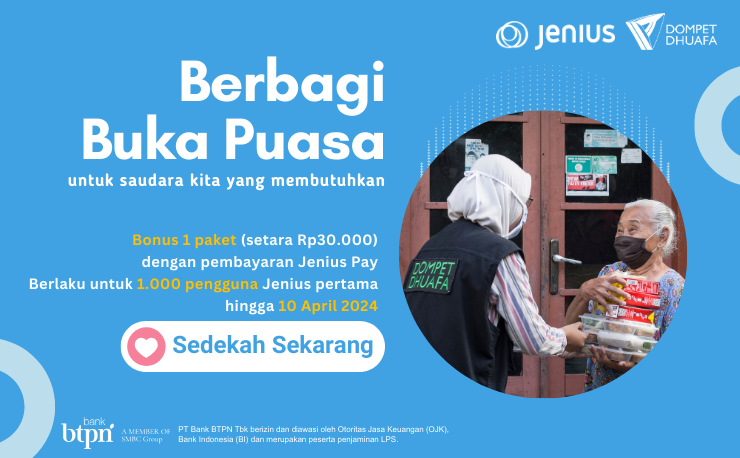 Jenius
DOMPET
DHUAFA
Berbagi
Buka Puasa
untuk saudara kita yang membutuhkan
Bonus 1 paket (setara Rp30.000)
dengan pembayaran Jenius Pay
Berlaku untuk 1.000 pengguna Jenius pertama
hingga 10 April 2024
Sedekah Sekarang
DOMPET
DHUAFA
bank
btpn
A MEMBER OF
SMBC Group
PT Bank BTPN Tbk berizin dan diawasi oleh Otoritas Jasa Keuangan (OJK),
Bank Indonesia (BI) dan merupakan peserta penjaminan LPS.